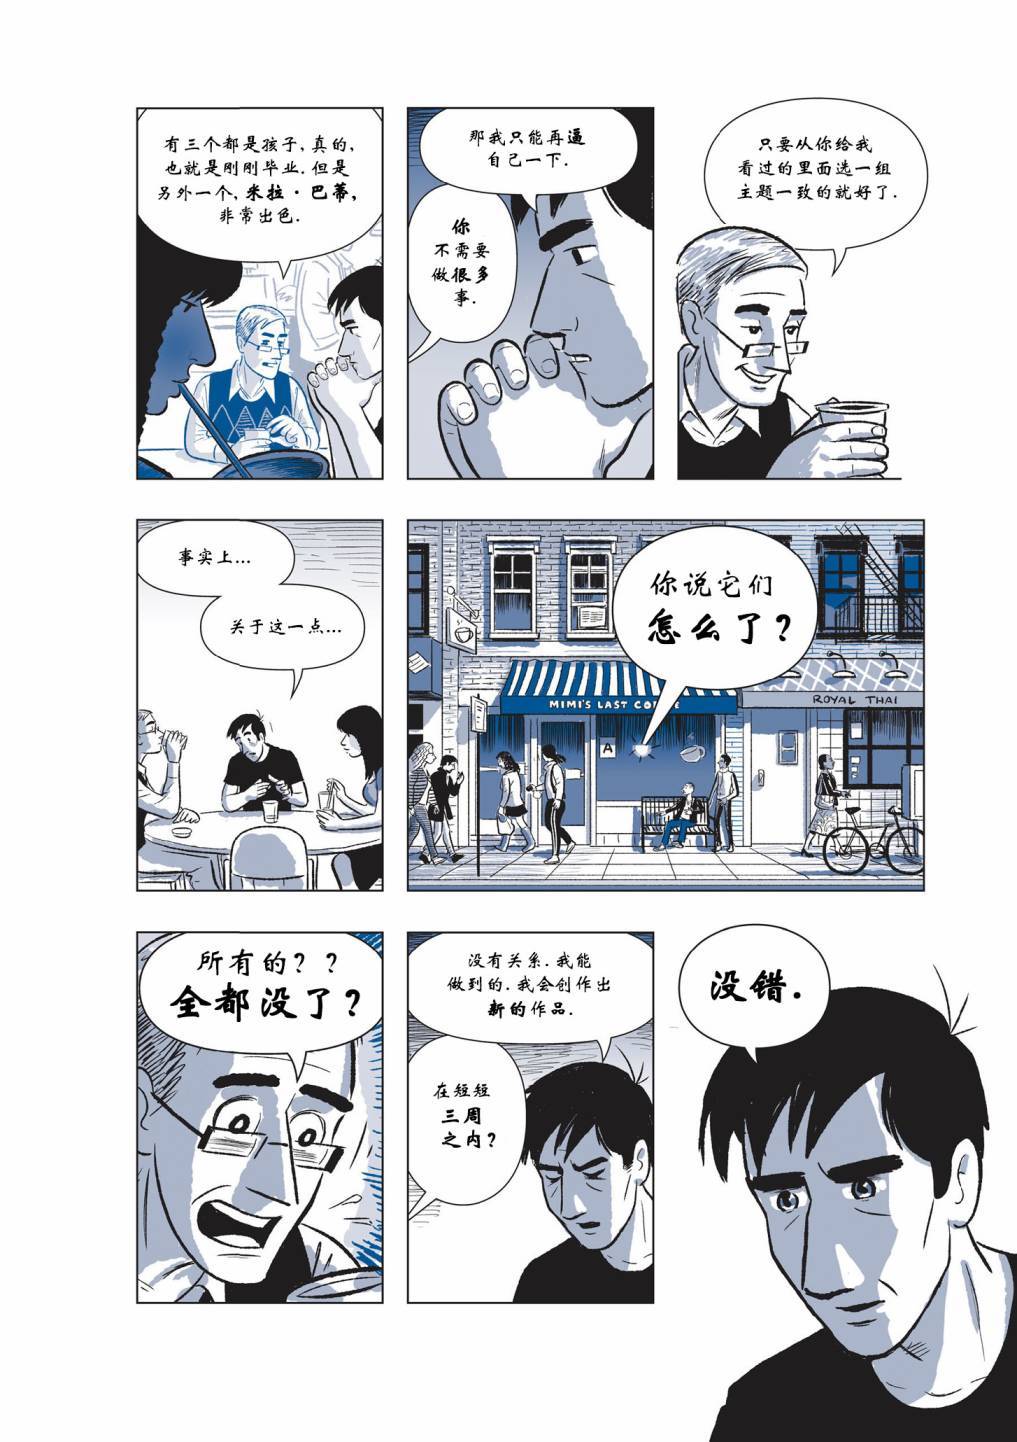 有三个都是孩子,真的,
也就是刚刚毕业.但是
另外一个,米拉·巴蒂,
非常出色.
那我只能再逼
自己一下.
你
不需要
做很多
事.
只要从你给我
看过的里面选一组
主题一致的就好了.
事实上...
关于这一点...
你说它们
怎么了?
MIMI'S LAST CO
ROYAL THAI
A
所有的??
全都没了?
没有关系.我能
做到的.我会创作出
新的作品.
在短短
三周
之内?
没错.